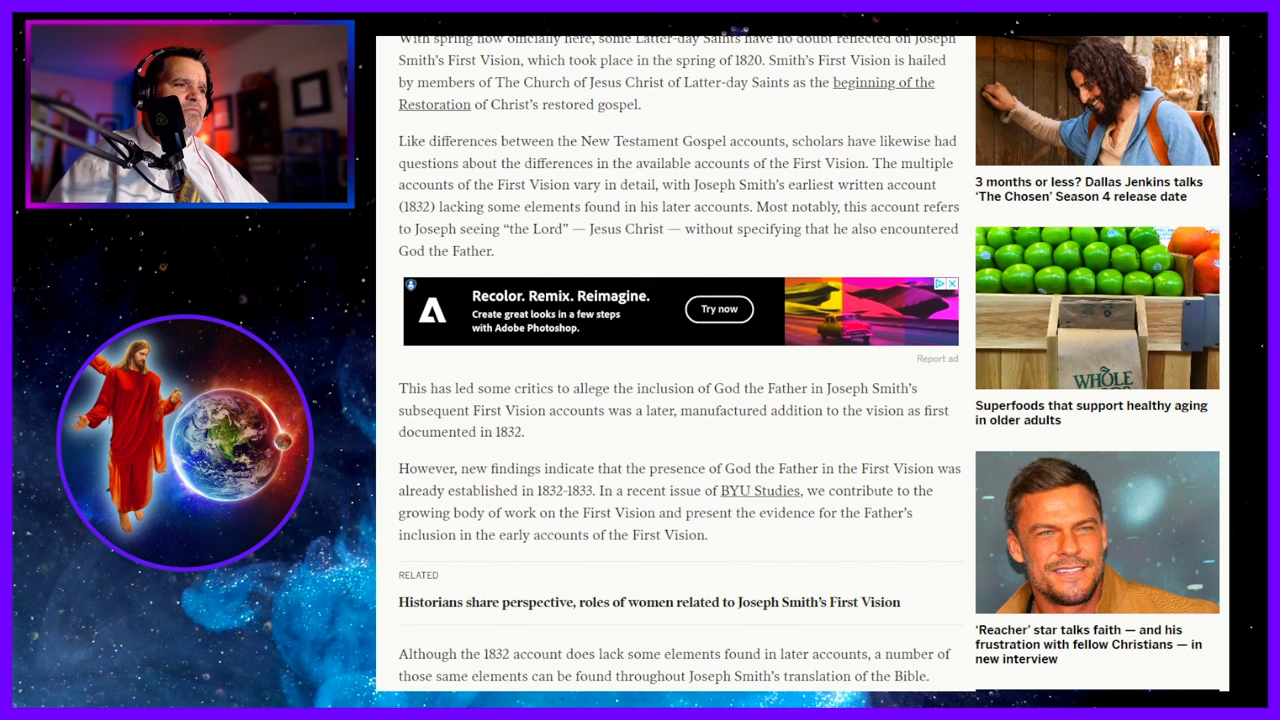 With spring now officially here, some Latter-day Saints have no doubt reflected on Joseph
Smith’s First Vision, which took place in the spring of 1820. Smith’s First Vision is hailed
by members of The Church of Jesus Christ of Latter-day Saints as the beginning of the
Restoration of Christ’s restored gospel.
Like differences between the New Testament Gospel accounts, scholars have likewise had
questions about the differences in the available accounts of the First Vision. The multiple
accounts of the First Vision vary in detail, with Joseph Smith’s earliest written account
(1832) lacking some elements found in his later accounts. Most notably, this account refers
to Joseph seeing “the Lord” — Jesus Christ — without specifying that he also encountered
God the Father.
Recolor. Remix. Reimagine.
Create great looks in a few steps
with Adobe Photoshop.
Try now
Report ad
This has led some critics to allege the inclusion of God the Father in Joseph Smith’s
subsequent First Vision accounts was a later, manufactured addition to the vision as first
documented in 1832.
However, new findings indicate that the presence of God the Father in the First Vision was
already established in 1832-1833. In a recent issue of BYU Studies, we contribute to the
growing body of work on the First Vision and present the evidence for the Father’s
inclusion in the early accounts of the First Vision.
RELATED
Historians share perspective, roles of women related to Joseph Smith’s First Vision
Although the 1832 account does lack some elements found in later accounts, a number of
those same elements can be found throughout Joseph Smith’s translation of the Bible.
3 months or less? Dallas Jenkins talks
‘The Chosen’ Season 4 release date
WHOLE
Superfoods that support healthy aging
in older adults
‘Reacher’ star talks faith — and his
frustration with fellow Christians — in
new interview